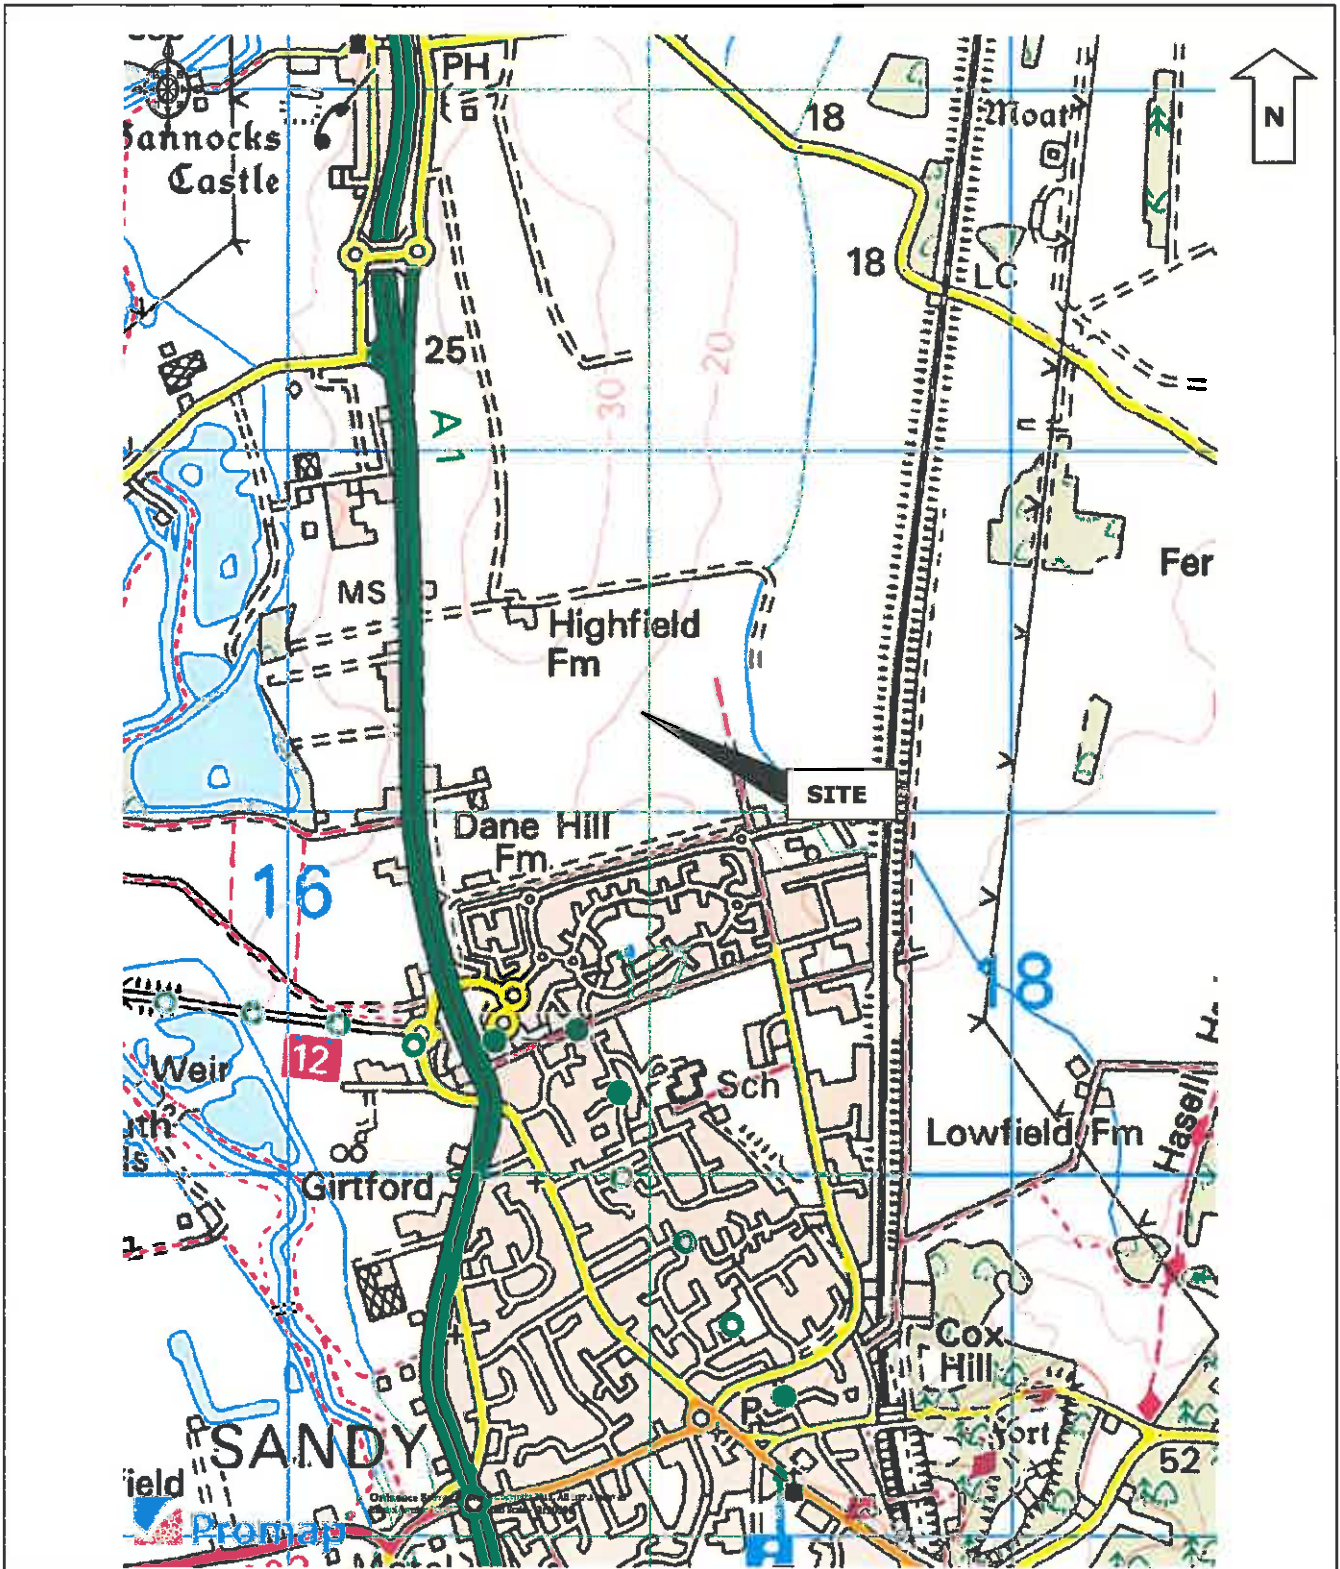 PH
N
18
Moat
Castle
18
LC
25
20
30
A1
MS
Fer
Highfield
Fm
SITE
Dane Hill
Fm
16
18
12
Weir
Sch
Lowfield Fm
Hasell
Girtford
Cox
Hill
P
Fort
SANDY
52
field
Promap